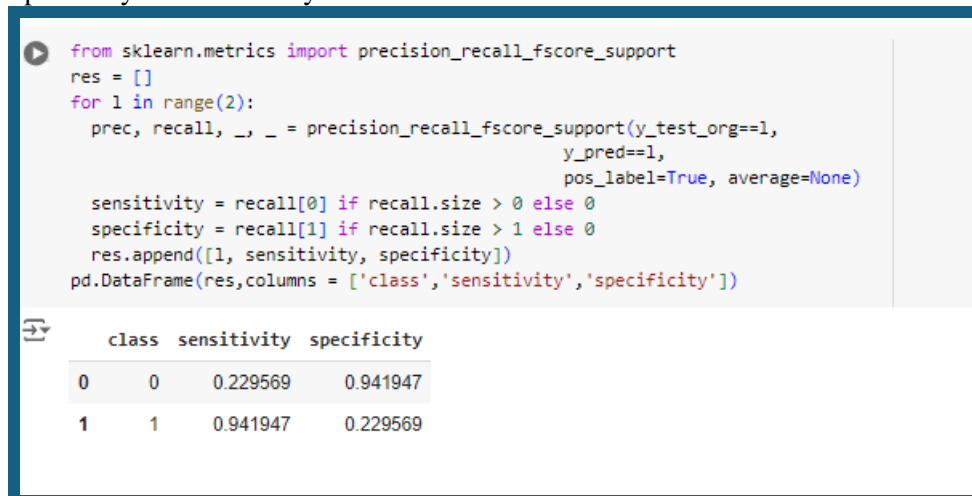 from sklearn.metrics import precision_recall_fscore_support
res = []
for l in range(2):
  prec, recall, _, _ = precision_recall_fscore_support(y_test_org==l,
                                                       y_pred==l,
                                                       pos_label=True, average=None)
  sensitivity = recall[0] if recall.size > 0 else 0
  specificity = recall[1] if recall.size > 1 else 0
  res.append([l, sensitivity, specificity])
pd.DataFrame(res,columns = ['class','sensitivity','specificity'])
class sensitivity specificity
0 0 0.229569 0.941947
1 1 0.941947 0.229569